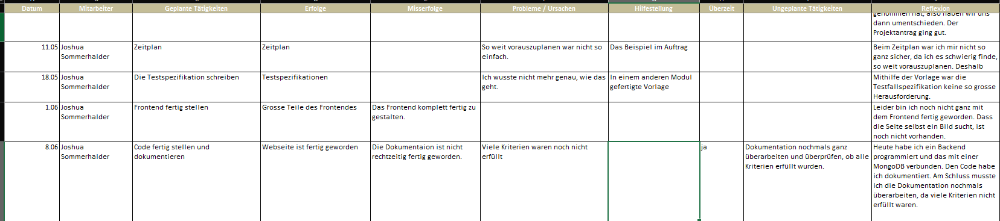 Datum Mitarbeiter Geplante Tätigkeiten Erfolge Misserfolge Probleme / Ursachen Hilfestellung Überzeit Ungeplante Tätigkeiten Reflexion
genommen hat, also haben wir uns
dann umentschieden. Der
Projektantrag ging gut.
11.05 Joshua Zeitplan Zeitplan So weit vorauszuplanen war nicht so Das Beispiel im Auftrag Beim Zeitplan war ich mir nicht so
Sommerhalder einfach. ganz sicher, da ich es schwierig finde,
so weit vorauszuplanen. Deshalb
18.05 Joshua Die Testspezifikation schreiben Testspezifikationen Ich wusste nicht mehr genau, wie das In einem anderen Modul Mithilfe der Vorlage war die
Sommerhalder geht. gefertigte Vorlage Testfallspezifikation keine so grosse
Herausforderung.
1.06 Joshua Frontend fertig stellen Grosse Teile des Frontendes Das Frontend komplett fertig zu Leider bin ich noch nicht ganz mit
Sommerhalder gestalten. dem Frontend fertig geworden. Dass
die Seite selbst ein Bild sucht, ist
noch nicht vorhanden.
8.06 Joshua Code fertig stellen und Webseite ist fertig geworden Die Dokumentaion ist nicht Viele Kriterien waren noch nicht ja Dokumentation nochmals ganz Heute habe ich ein Backend
Sommerhalder dokumentieren rechtzeitig fertig geworden. erfüllt überarbeiten und überprüfen, ob alle programmiert und das mit einer
Kriterien erfüllt wurden. MongoDB verbunden. Den Code habe
ich dokumentiert. Am Schluss musste
ich die Dokumentation nochmals
überarbeiten, da viele Kriterien nicht
erfüllt waren.